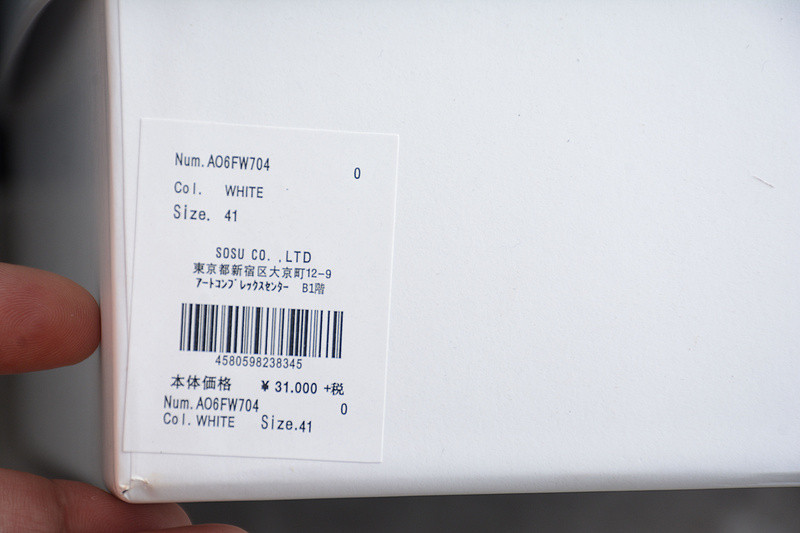 Num.AO6FW704 0
Col. WHITE
Size. 41
SOSU CO.,LTD
東京都新宿区大京町12-9
ｱｰﾄｺﾝﾌﾟﾚｯｸｽｾﾝﾀｰ B1階
4580598238345
本体価格 ¥ 31.000 +税
Num.AO6FW704 0
Col.WHITE Size.41